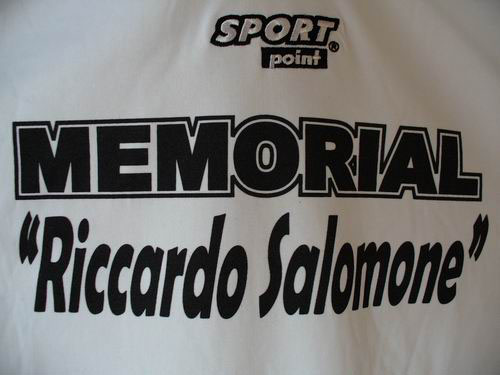 SPORT
point®
MEMORIAL
"Riccardo Salomone"